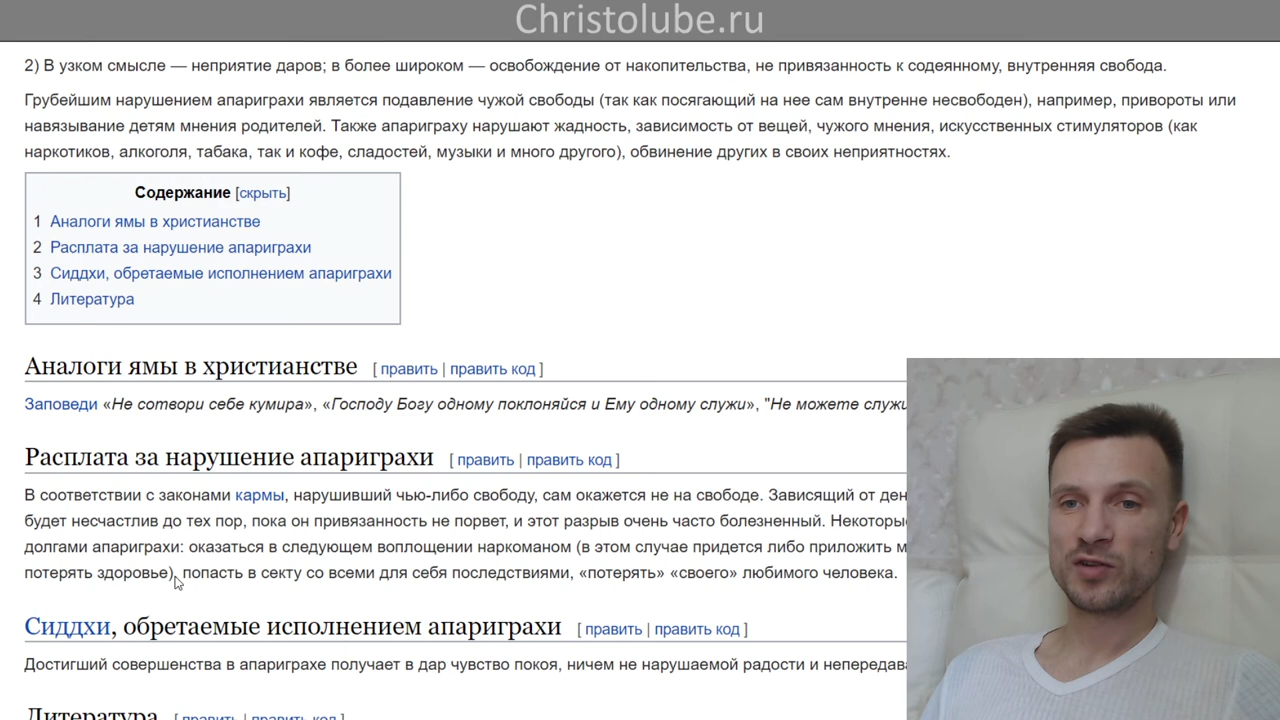 Christolube.ru
2) В узком смысле — неприятие даров; в более широком — освобождение от накопительства, не привязанность к содеянному, внутренняя свобода.
Грубейшим нарушением апариграхи является подавление чужой свободы (так как посягающий на нее сам внутренне несвободен), например, привороты или
навязывание детям мнения родителей. Также апариграху нарушают жадность, зависимость от вещей, чужого мнения, искусственных стимуляторов (как
наркотиков, алкоголя, табака, так и кофе, сладостей, музыки и много другого), обвинение других в своих неприятностях.
Содержание [скрыть]
1 Аналоги ямы в христианстве
2 Расплата за нарушение апариграхи
3 Сиддхи, обретаемые исполнением апариграхи
4 Литература
Аналоги ямы в христианстве [ править | править код ]
Заповеди «Не сотвори себе кумира», «Господу Богу одному поклоняйся и Ему одному служи», "Не можете служи
Расплата за нарушение апариграхи [ править | править код ]
В соответствии с законами кармы, нарушивший чью-либо свободу, сам окажется не на свободе. Зависящий от ден
будет несчастлив до тех пор, пока он привязанность не порвет, и этот разрыв очень часто болезненный. Некоторы
долгами апариграхи: оказаться в следующем воплощении наркоманом (в этом случае придется либо приложить м
потерять здоровье), попасть в секту со всеми для себя последствиями, «потерять» «своего» любимого человека.
Сиддхи, обретаемые исполнением апариграхи [ править | править код ]
Достигший совершенства в апариграхе получает в дар чувство покоя, ничем не нарушаемой радости и непередав
Литература [ править | править код ]